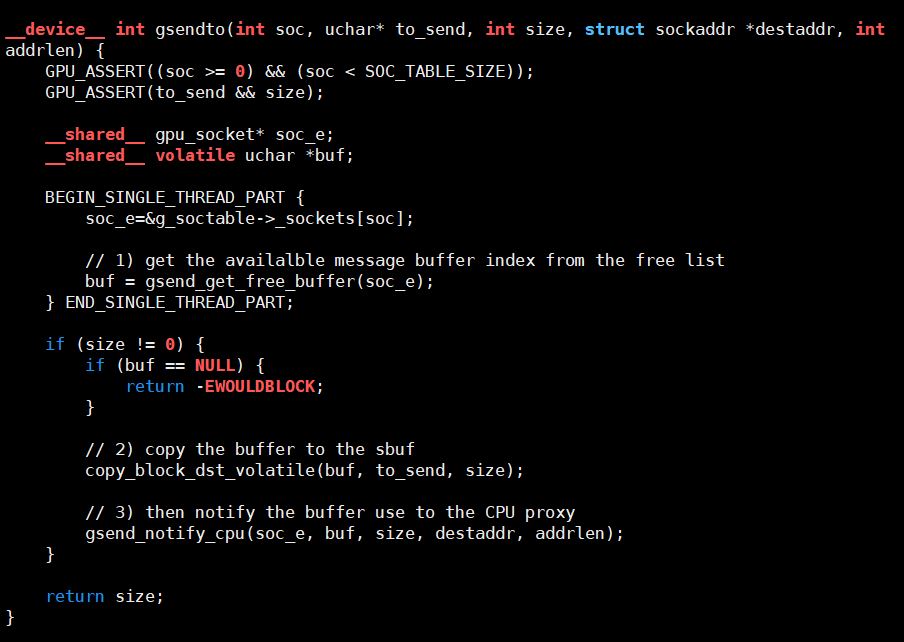 __device__ int gsendto(int soc, uchar* to_send, int size, struct sockaddr *destaddr, int
addrlen) {
    GPU_ASSERT((soc >= 0) && (soc < SOC_TABLE_SIZE));
    GPU_ASSERT(to_send && size);

    __shared__ gpu_socket* soc_e;
    __shared__ volatile uchar *buf;

    BEGIN_SINGLE_THREAD_PART {
        soc_e=&g_soctable->_sockets[soc];

        // 1) get the availalble message buffer index from the free list
        buf = gsend_get_free_buffer(soc_e);
    } END_SINGLE_THREAD_PART;

    if (size != 0) {
        if (buf == NULL) {
            return -EWOULDBLOCK;
        }

        // 2) copy the buffer to the sbuf
        copy_block_dst_volatile(buf, to_send, size);

        // 3) then notify the buffer use to the CPU proxy
        gsend_notify_cpu(soc_e, buf, size, destaddr, addrlen);
    }

    return size;
}